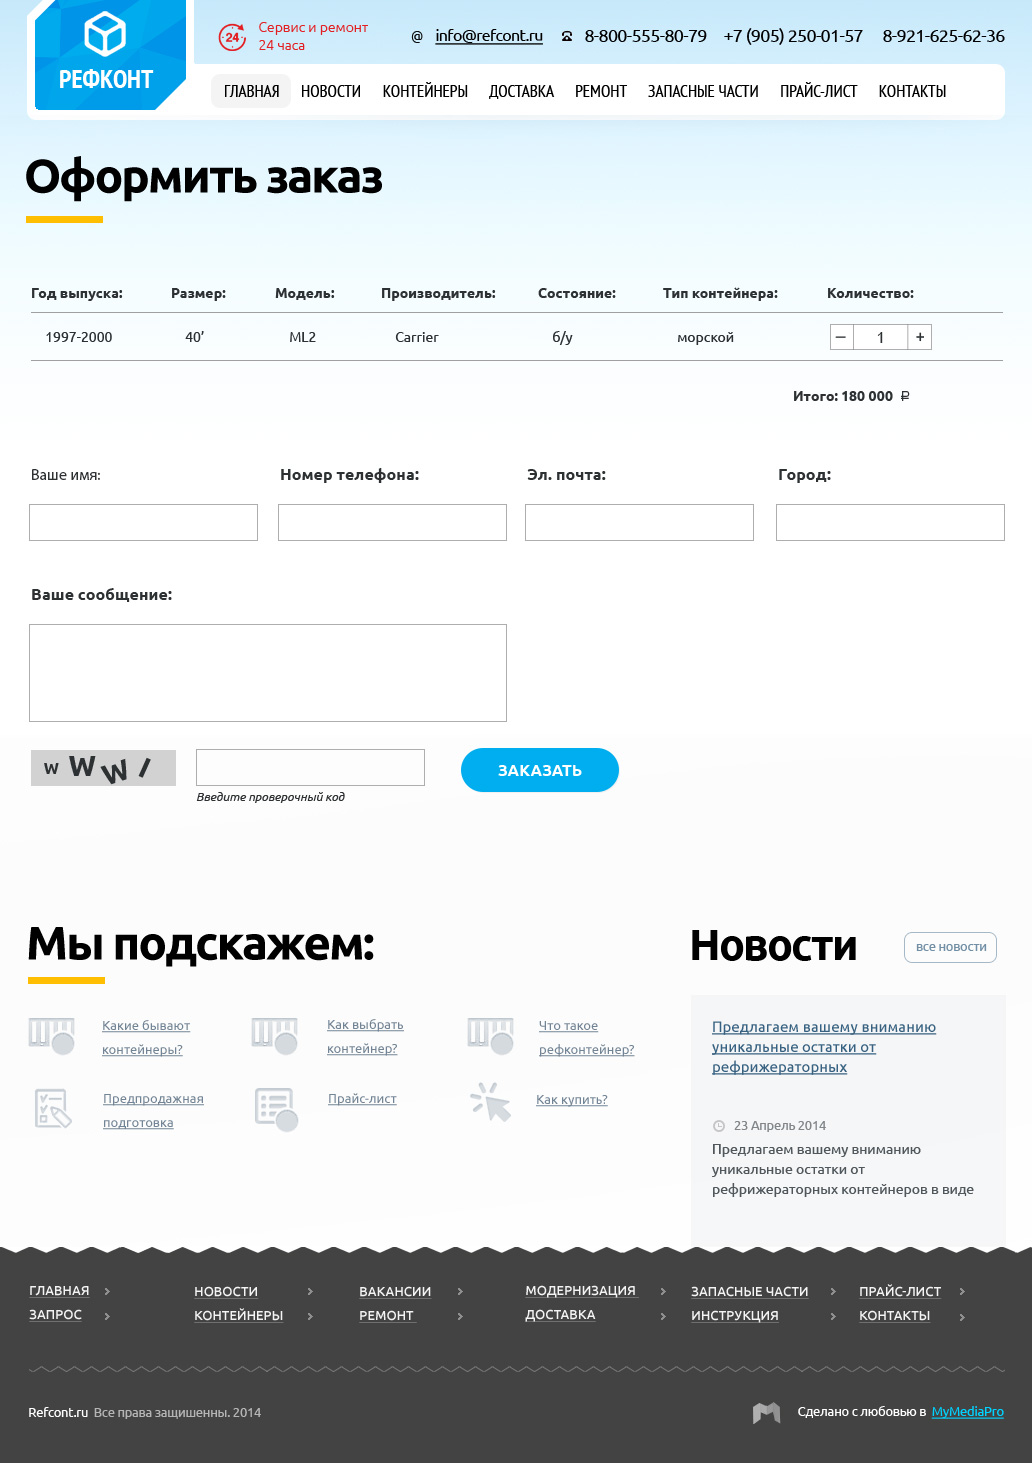 РЕФКОНТ
24
Сервис и ремонт
24 часа
@ info@refcont.ru
8-800-555-80-79 +7 (905) 250-01-57 8-921-625-62-36
ГЛАВНАЯ НОВОСТИ КОНТЕЙНЕРЫ ДОСТАВКА РЕМОНТ ЗАПАСНЫЕ ЧАСТИ ПРАЙС-ЛИСТ КОНТАКТЫ
Оформить заказ
Год выпуска: Размер: Модель: Производитель: Состояние: Тип контейнера: Количество:
1997-2000 40’ ML2 Carrier б/у морской — 1 +
Итого: 180 000 ₽
Ваше имя: Номер телефона: Эл. почта: Город:
Ваше сообщение:
w W W I
ЗАКАЗАТЬ
Введите проверочный код
Мы подскажем:
Какие бывают
контейнеры?
Как выбрать
контейнер?
Что такое
рефконтейнер?
Предпродажная
подготовка
Прайс-лист
Как купить?
Новости
все новости
Предлагаем вашему вниманию
уникальные остатки от
рефрижераторных
23 Апрель 2014
Предлагаем вашему вниманию
уникальные остатки от
рефрижераторных контейнеров в виде
ГЛАВНАЯ НОВОСТИ ВАКАНСИИ МОДЕРНИЗАЦИЯ ЗАПАСНЫЕ ЧАСТИ ПРАЙС-ЛИСТ
ЗАПРОС КОНТЕЙНЕРЫ РЕМОНТ ДОСТАВКА ИНСТРУКЦИЯ КОНТАКТЫ
Refcont.ru Все права защишенны. 2014
Сделано с любовью в MyMediaPro